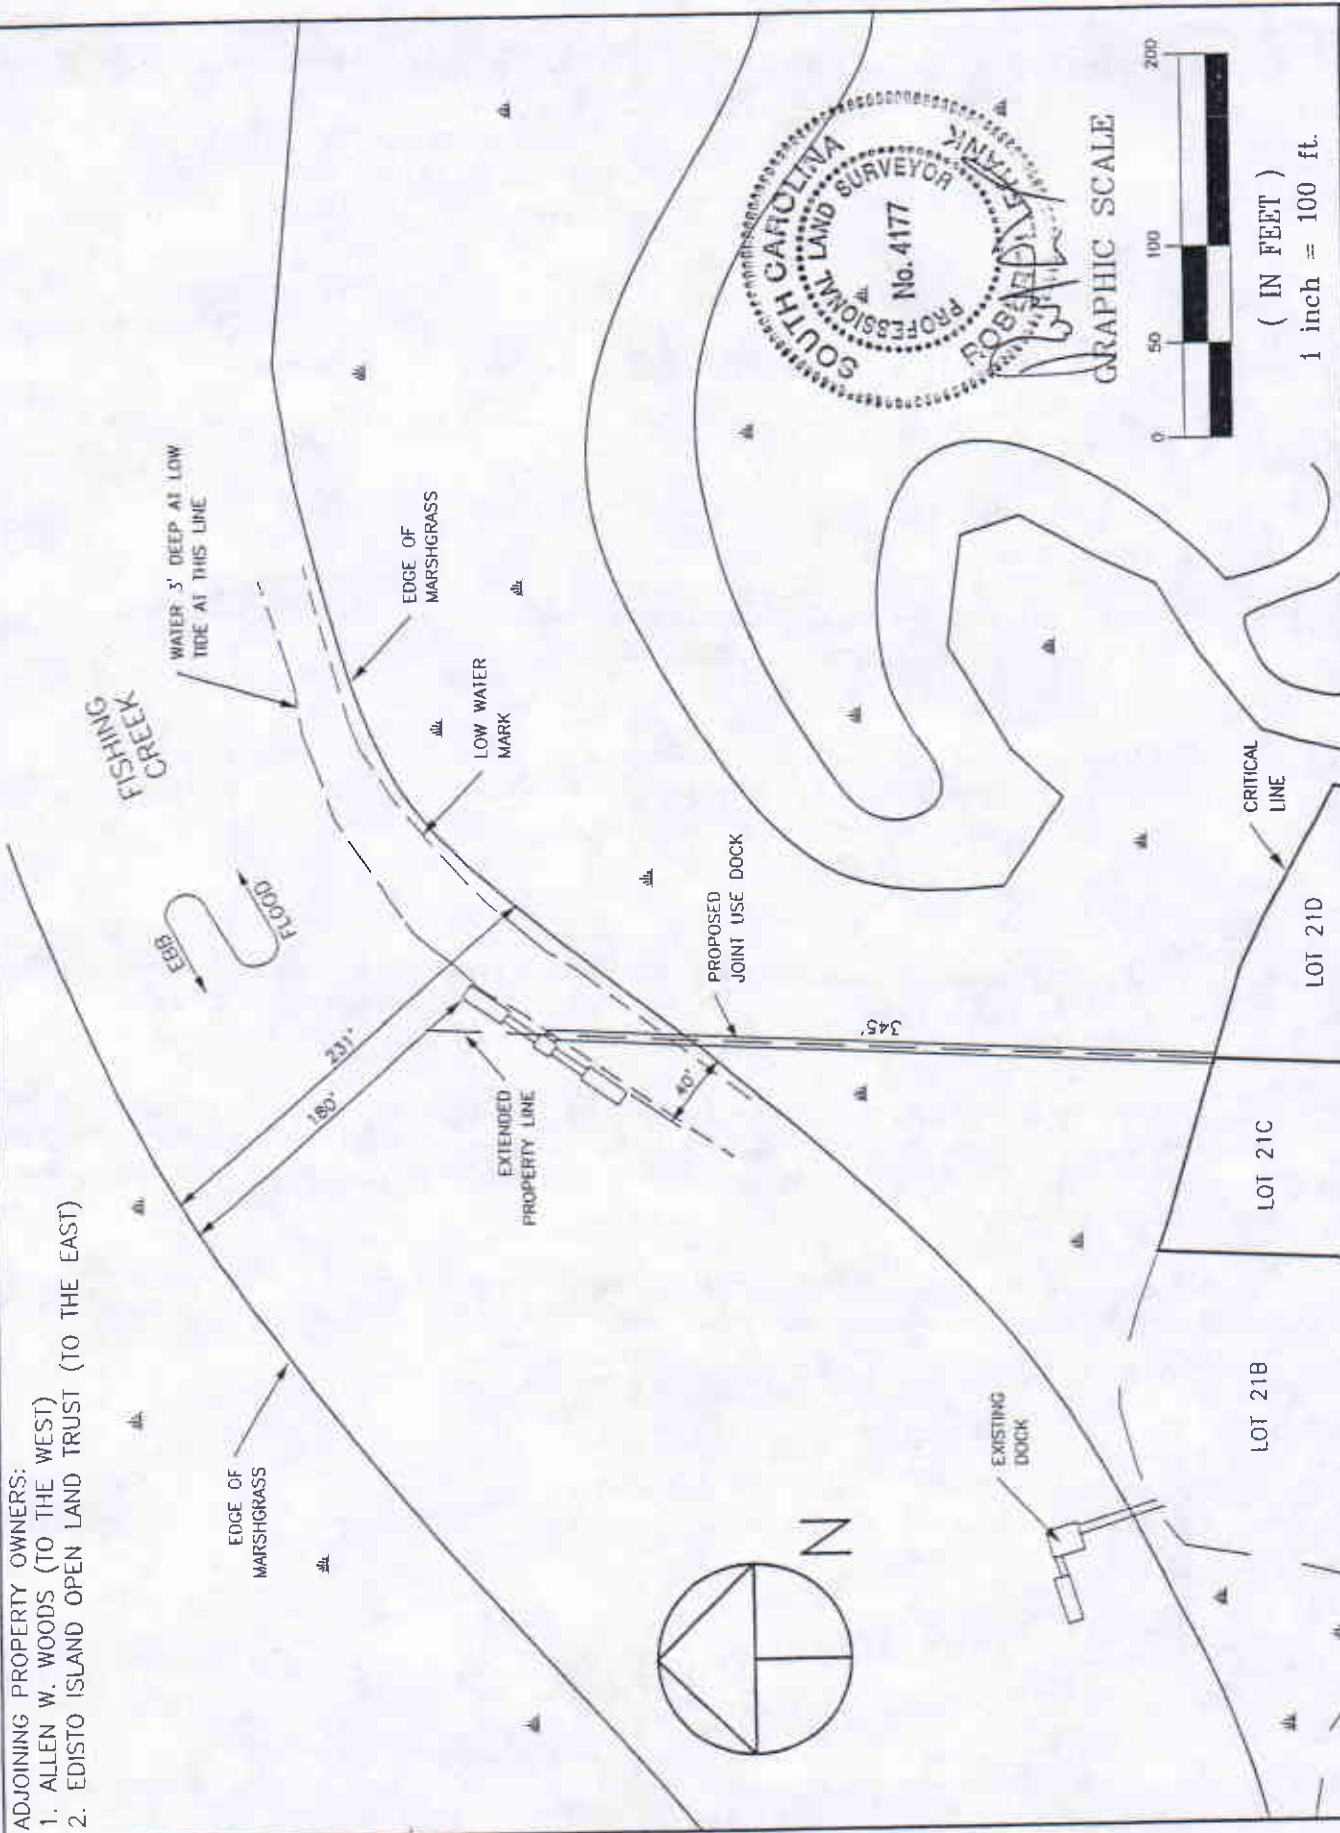 ADJOINING PROPERTY OWNERS:
1. ALLEN W. WOODS (TO THE WEST)
2. EDISTO ISLAND OPEN LAND TRUST (TO THE EAST)
FISHING
CREEK
WATER 3' DEEP AT LOW
TIDE AT THIS LINE
EBB
FLOOD
EDGE OF
MARSHGRASS
EDGE OF
MARSHGRASS
LOW WATER
MARK
231'
180'
EXTENDED
PROPERTY LINE
40'
PROPOSED
JOINT USE DOCK
345'
N
EXISTING
DOCK
CRITICAL
LINE
LOT 21B
LOT 21C
LOT 21D
SOUTH CAROLINA
PROFESSIONAL LAND SURVEYOR
No. 4177
GRAPHIC SCALE
0 50 100 200
( IN FEET )
1 inch = 100 ft.